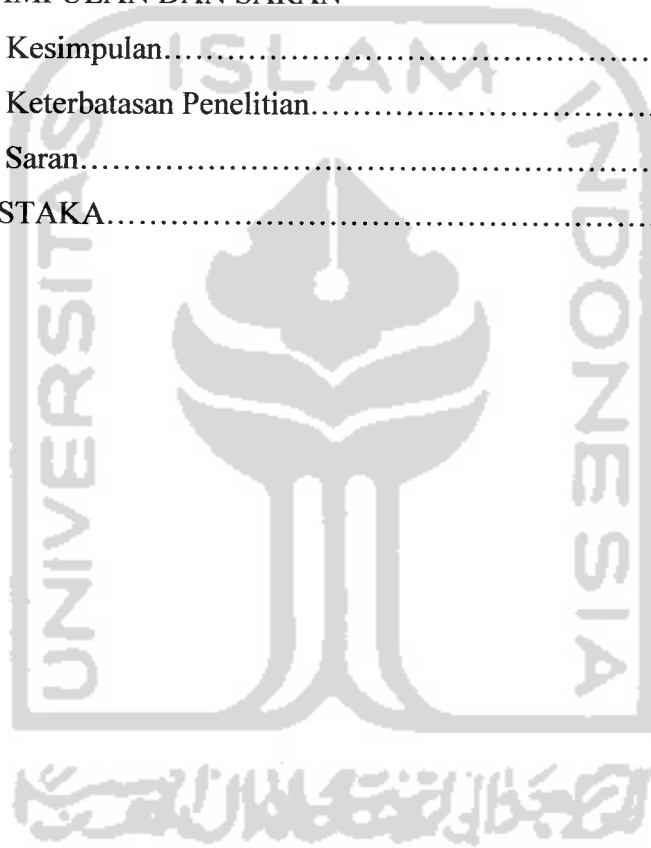 IMPULAN DAN SARAN
Kesimpulan
Keterbatasan Penelitian
Saran
STAKA
ISLAM
UNIVERSITAS
INDONESIA